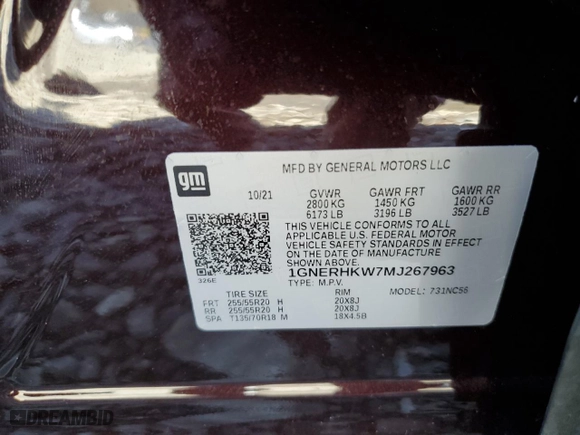 gm
MFD BY GENERAL MOTORS LLC
10/21 GVWR GAWR FRT GAWR RR
2800 KG 1450 KG 1600 KG
6173 LB 3196 LB 3527 LB
THIS VEHICLE CONFORMS TO ALL
APPLICABLE U.S. FEDERAL MOTOR
VEHICLE SAFETY STANDARDS IN EFFECT
ON THE DATE OF MANUFACTURE
SHOWN ABOVE.
1GNERHKW7MJ267963
326E TYPE: M.P.V. MODEL: 731NC56
TIRE SIZE RIM
FRT 255/55R20 H 20X8J
RR 255/55R20 H 20X8J
SPA T135/70R18 M 18X4.5B
DREAMBID